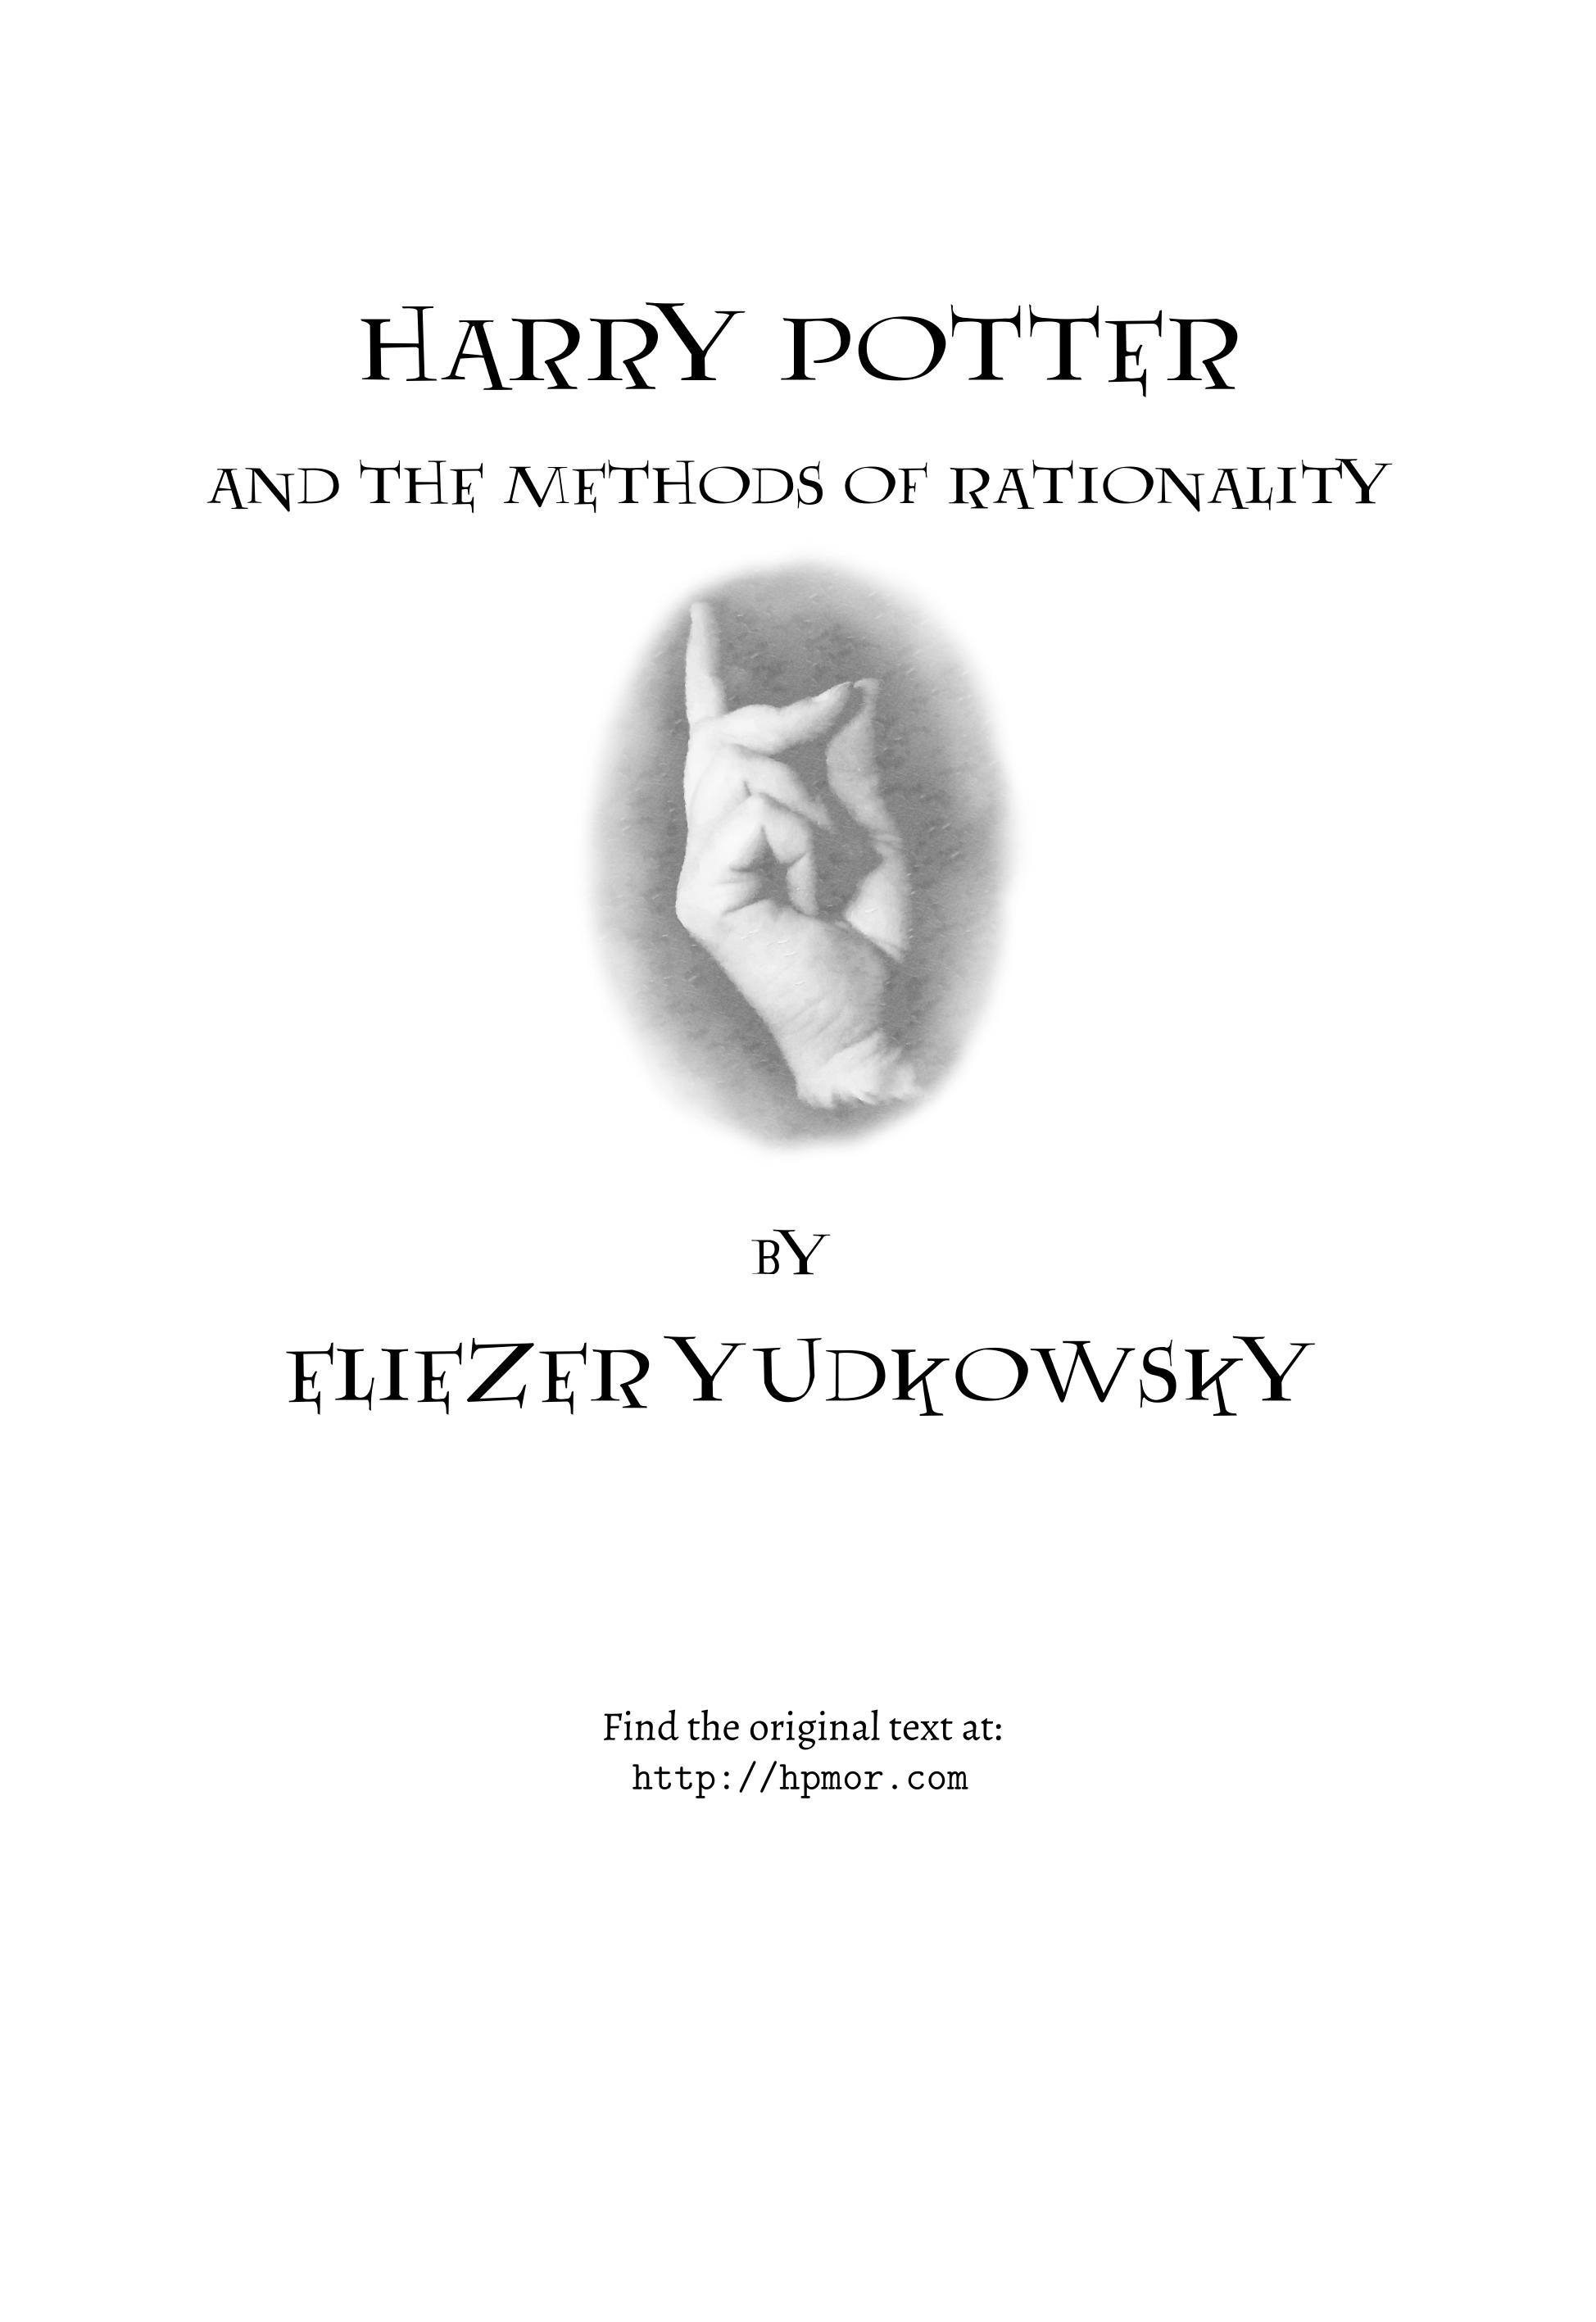 HARRY POTTER
AND THE METHODS OF RATIONALITY
BY
ELIEZER YUDKOWSKY
Find the original text at:
http://hpmor.com